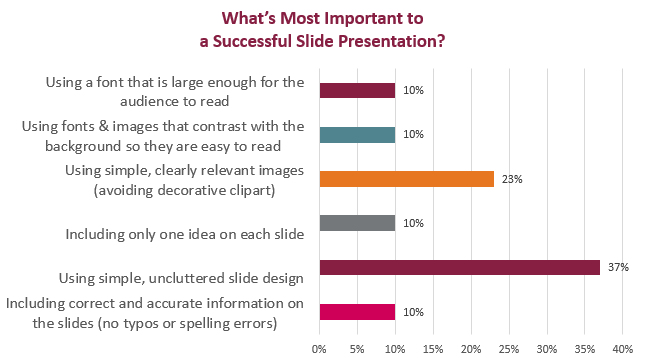 What’s Most Important to
a Successful Slide Presentation?
Using a font that is large enough for the
audience to read
10%
Using fonts & images that contrast with the
background so they are easy to read
10%
Using simple, clearly relevant images
(avoiding decorative clipart)
23%
Including only one idea on each slide
10%
Using simple, uncluttered slide design
37%
Including correct and accurate information on
the slides (no typos or spelling errors)
10%
0% 5% 10% 15% 20% 25% 30% 35% 40%